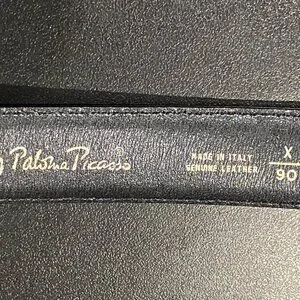 Paloma Picasso
MADE IN ITALY
GENUINE LEATHER
X
90